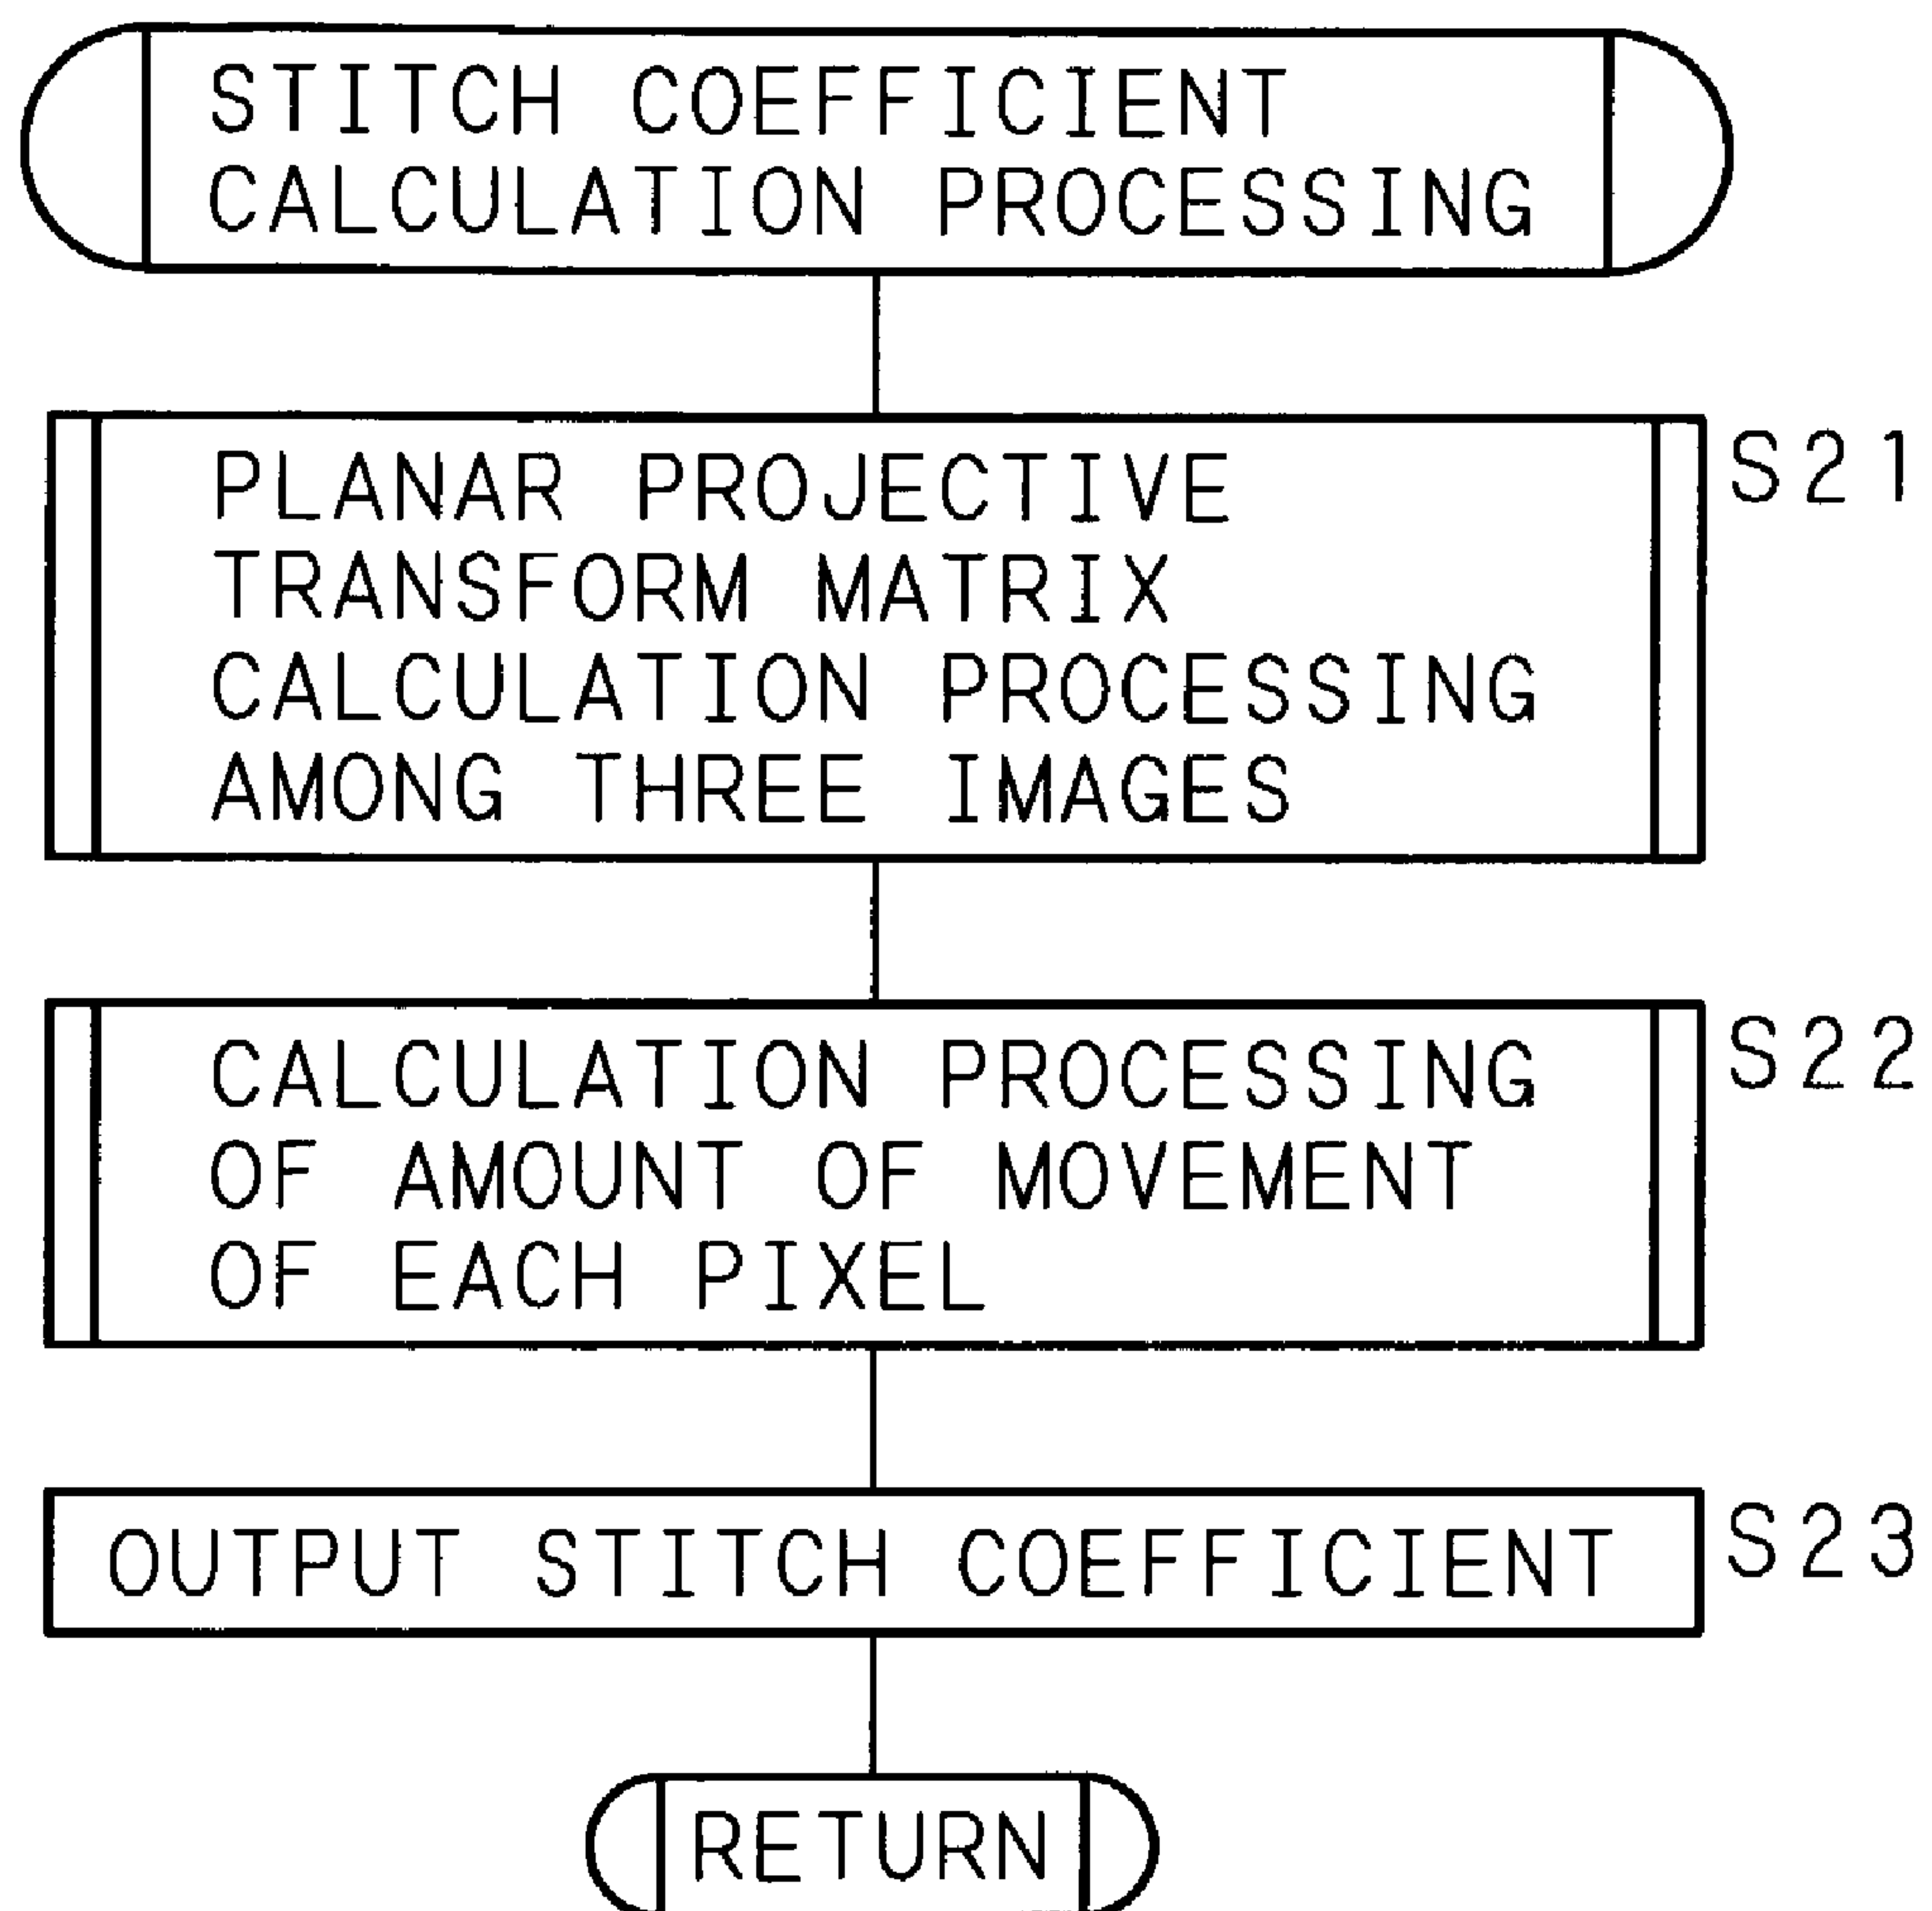 STITCH COEFFICIENT
CALCULATION PROCESSING
PLANAR PROJECTIVE
TRANSFORM MATRIX
CALCULATION PROCESSING
AMONG THREE IMAGES
S21
CALCULATION PROCESSING
OF AMOUNT OF MOVEMENT
OF EACH PIXEL
S22
OUTPUT STITCH COEFFICIENT
S23
RETURN